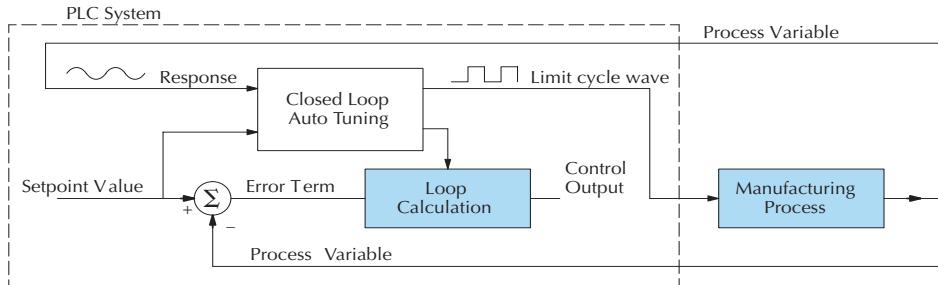 PLC System
Process Variable
Response
Limit cycle wave
Closed Loop
Auto Tuning
Setpoint Value
Error Term
Loop
Calculation
Control
Output
Manufacturing
Process
Σ
+
−
Process Variable